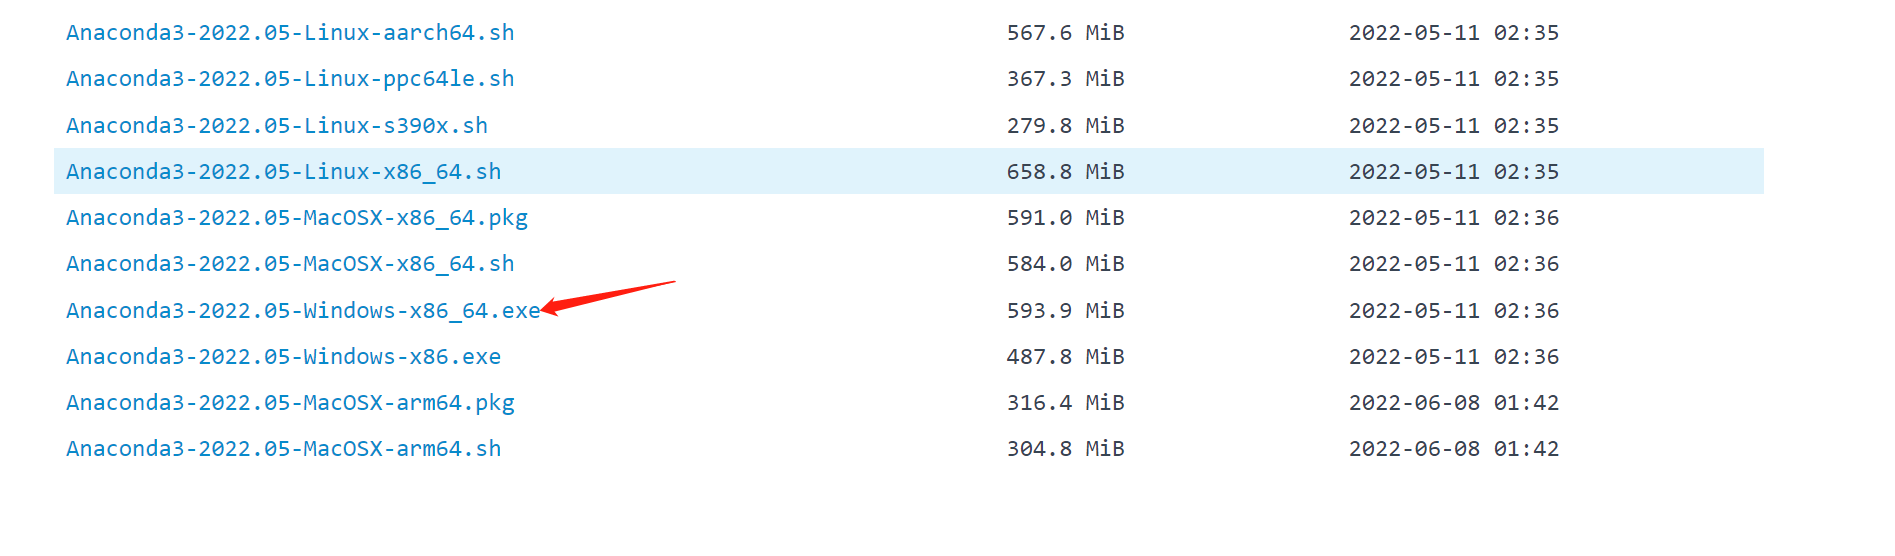 Anaconda3-2022.05-Linux-aarch64.sh 567.6 MiB 2022-05-11 02:35
Anaconda3-2022.05-Linux-ppc64le.sh 367.3 MiB 2022-05-11 02:35
Anaconda3-2022.05-Linux-s390x.sh 279.8 MiB 2022-05-11 02:35
Anaconda3-2022.05-Linux-x86_64.sh 658.8 MiB 2022-05-11 02:35
Anaconda3-2022.05-MacOSX-x86_64.pkg 591.0 MiB 2022-05-11 02:36
Anaconda3-2022.05-MacOSX-x86_64.sh 584.0 MiB 2022-05-11 02:36
Anaconda3-2022.05-Windows-x86_64.exe 593.9 MiB 2022-05-11 02:36
Anaconda3-2022.05-Windows-x86.exe 487.8 MiB 2022-05-11 02:36
Anaconda3-2022.05-MacOSX-arm64.pkg 316.4 MiB 2022-06-08 01:42
Anaconda3-2022.05-MacOSX-arm64.sh 304.8 MiB 2022-06-08 01:42